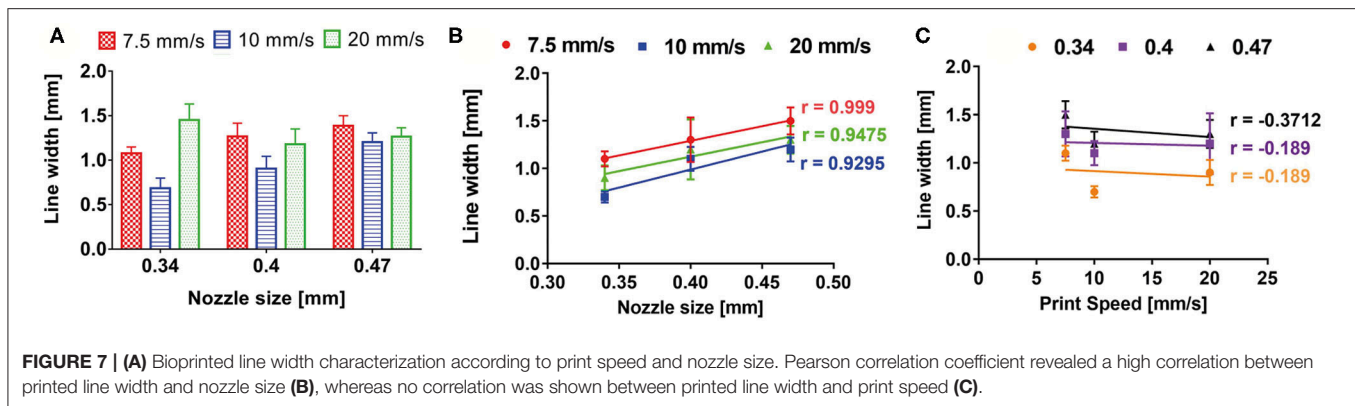 A 7.5 mm/s 10 mm/s 20 mm/s
Line width [mm]
2.0
1.5
1.0
0.5
0.0
0.34 0.4 0.47
Nozzle size [mm]
B 7.5 mm/s 10 mm/s 20 mm/s
Line width [mm]
2.0
1.5
1.0
0.5
0.0
r = 0.999
r = 0.9475
r = 0.9295
0.30 0.35 0.40 0.45 0.50
Nozzle size [mm]
C 0.34 0.4 0.47
Line width [mm]
2.0
1.5
1.0
0.5
0.0
r = -0.3712
r = -0.189
r = -0.189
0 5 10 15 20 25
Print Speed [mm/s]
FIGURE 7 | (A) Bioprinted line width characterization according to print speed and nozzle size. Pearson correlation coefficient revealed a high correlation between
printed line width and nozzle size (B), whereas no correlation was shown between printed line width and print speed (C).